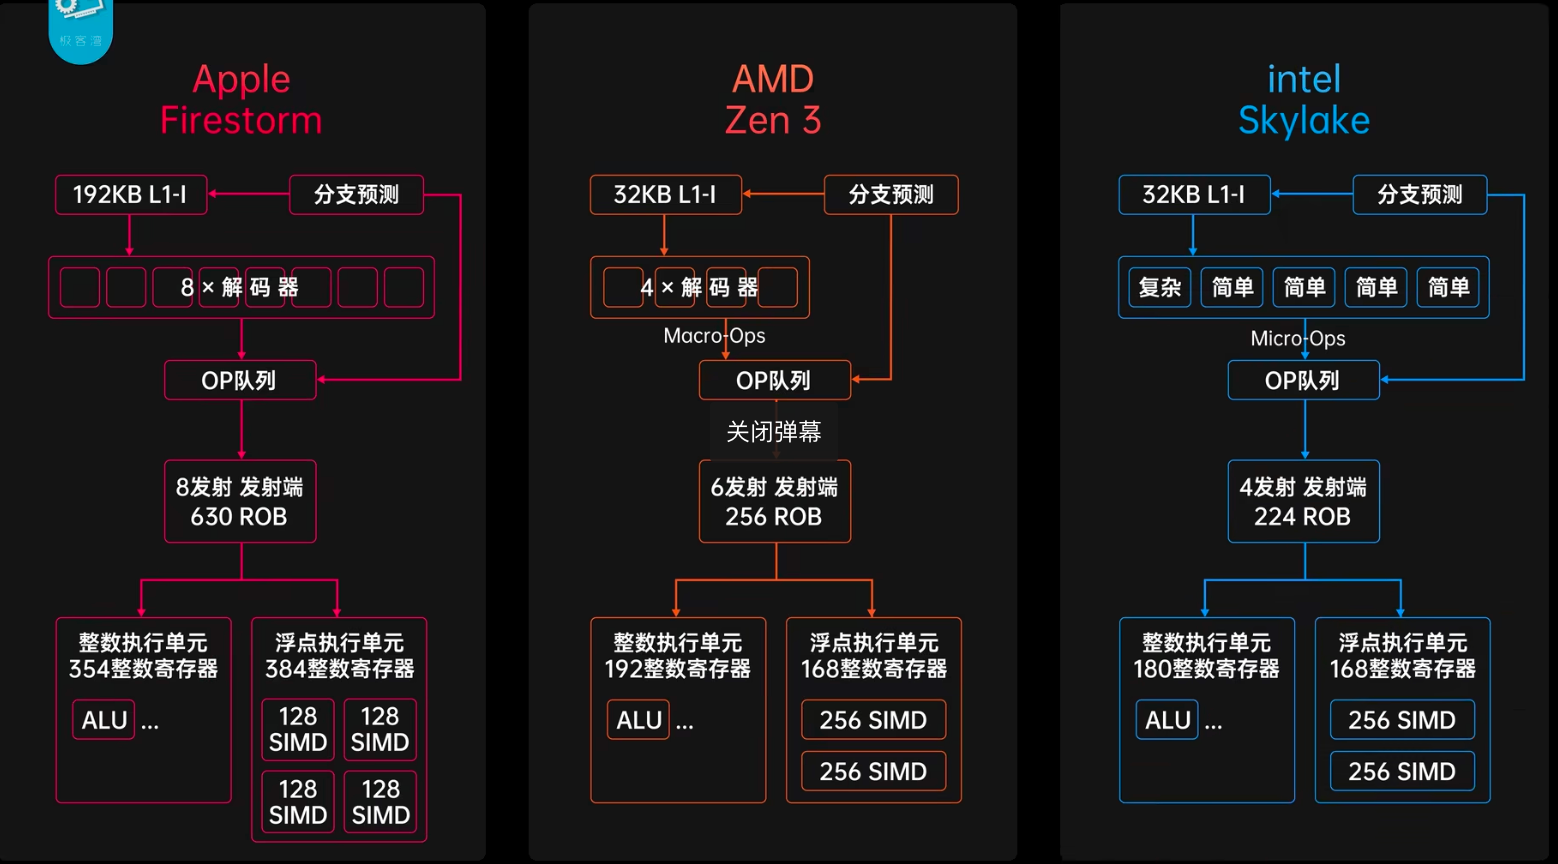 极客湾
Apple
Firestorm
192KB L1-I
分支预测
8×解码器
OP队列
8发射 发射端
630 ROB
整数执行单元
354整数寄存器
ALU ...
浮点执行单元
384整数寄存器
128
SIMD
128
SIMD
128
SIMD
128
SIMD
AMD
Zen 3
32KB L1-I
分支预测
4×解码器
Macro-Ops
OP队列
关闭弹幕
6发射 发射端
256 ROB
整数执行单元
192整数寄存器
ALU ...
浮点执行单元
168整数寄存器
256 SIMD
256 SIMD
intel
Skylake
32KB L1-I
分支预测
复杂 简单 简单 简单 简单
Micro-Ops
OP队列
4发射 发射端
224 ROB
整数执行单元
180整数寄存器
ALU ...
浮点执行单元
168整数寄存器
256 SIMD
256 SIMD